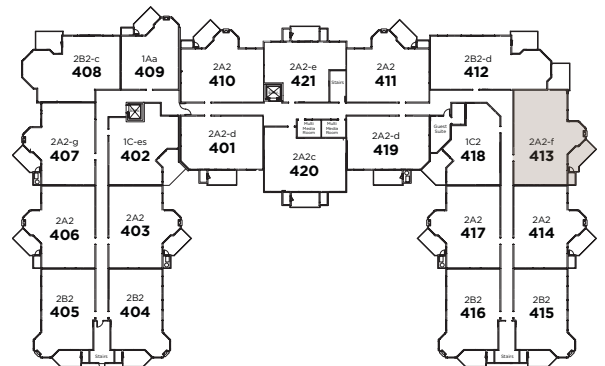 2B2-c
408
1Aa
409
2A2
410
2A2-e
421
Stairs
2A2
411
2B2-d
412
2A2-g
407
1C-es
402
2A2-d
401
Multi
Media
Room
Multi
Media
Room
2A2c
420
2A2-d
419
Guest
Suite
1C2
418
2A2-f
413
2A2
406
2A2
403
2A2
417
2A2
414
2B2
405
2B2
404
2B2
416
2B2
415
Stairs
Stairs